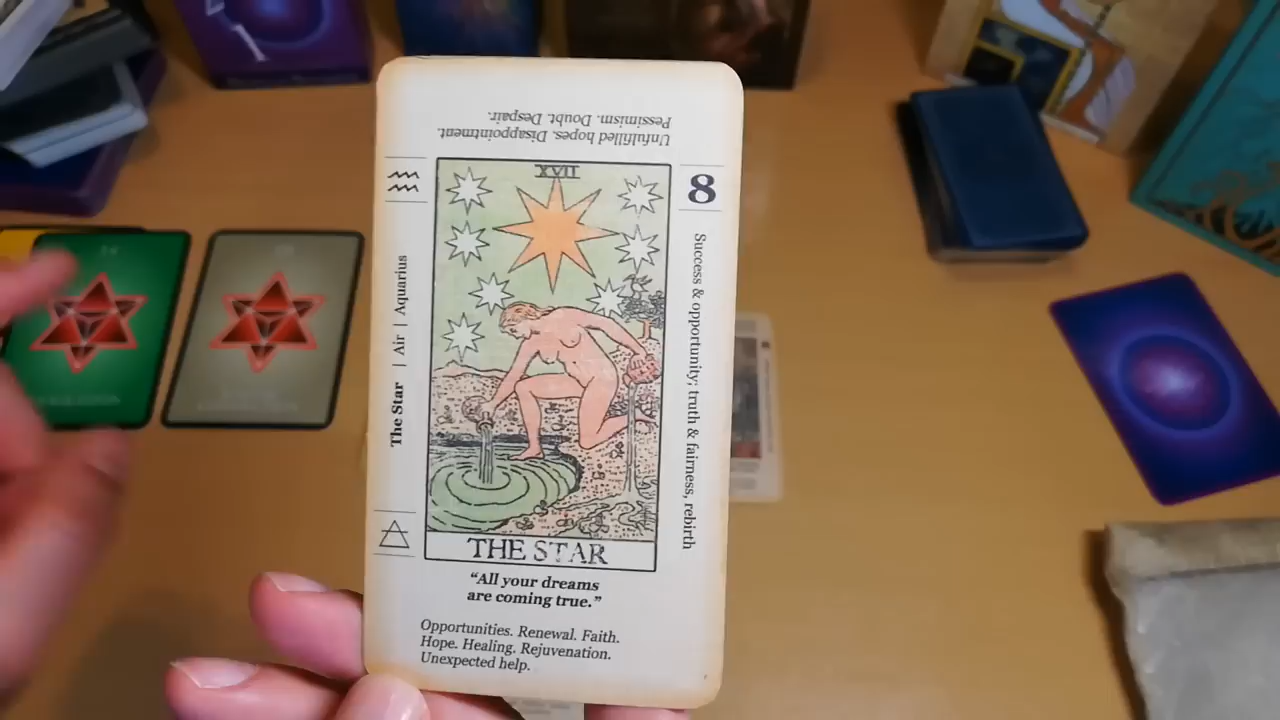 Unfulfilled hopes. Disappointment.
Pessimism. Doubt. Despair.
XVII
8
The Star | Air | Aquarius
Success & opportunity; truth & fairness, rebirth
THE STAR
“All your dreams
are coming true.”
Opportunities. Renewal. Faith.
Hope. Healing. Rejuvenation.
Unexpected help.